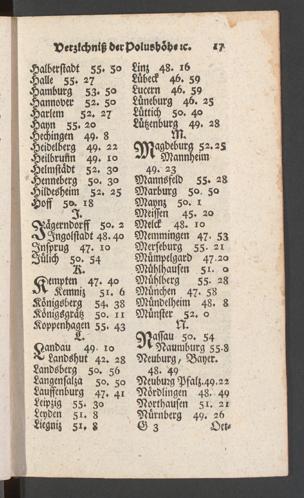 Verzeichniß der Polushöhe ꝛc. 17
Halberstadt 55. 50
Halle 55. 27
Hamburg 53. 50
Hannover 52. 50
Harlem 52. 27
Hayn 55. 20
Hechingen 49. 8
Heidelberg 49. 22
Heilbrunn 49. 10
Helmstädt 52. 30
Henneberg 50. 30
Hildesheim 52. 25
Hoff 50. 18
J.
Jägerndorff 50. 2
Ingolstadt 48. 40
Insprug 47. 10
Jülich 50. 54
K.
Kempten 47. 40
Kemniz 51. 6
Königsberg 54. 38
Königsgrätz 50. 11
Koppenhagen 55. 43
L.
Landau 49. 10
Landshut 42. 28
Landsberg 50. 56
Langensalza 50. 50
Lauffenburg 47. 41
Leipzig 55. 30
Leyden 51. 8
Liegniz 51. 8
Linz 48. 16
Lübeck 46. 59
Lucern 46. 59
Lüneburg 46. 25
Lüttich 50. 40
Lützenburg 49. 28
M.
Magdeburg 52. 25
Mannheim
49. 23
Mannsfeld 55. 28
Marburg 50. 50
Maynz 50. 1
Meissen 45. 20
Melck 48. 10
Memmingen 47. 53
Merseburg 55. 21
Mümpelgard 47. 20
Mühlhausen 51. 0
Mühlberg 55. 28
München 47. 58
Mündelheim 48. 8
Münster 52. 0
N.
Nassau 50. 54
Naumburg 55. 8
Neuburg, Bayer.
48. 49
Neuburg Pfalz. 49. 22
Nördlingen 48. 49
Northausen 51. 21
Nürnberg 49. 26
G 3 Oet-